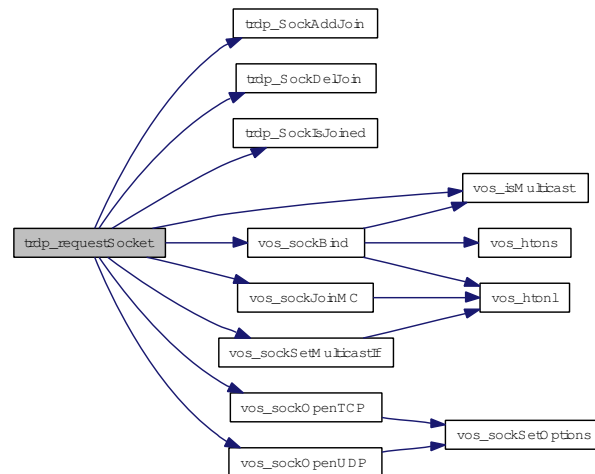 trdp_SockAddJoin
trdp_SockDelJoin
trdp_SockIsJoined
vos_isMulticast
trdp_requestSocket
vos_sockBind
vos_htons
vos_sockJoinMC
vos_htonl
vos_sockSetMulticastIf
vos_sockOpenTCP
vos_sockSetOptions
vos_sockOpenUDP